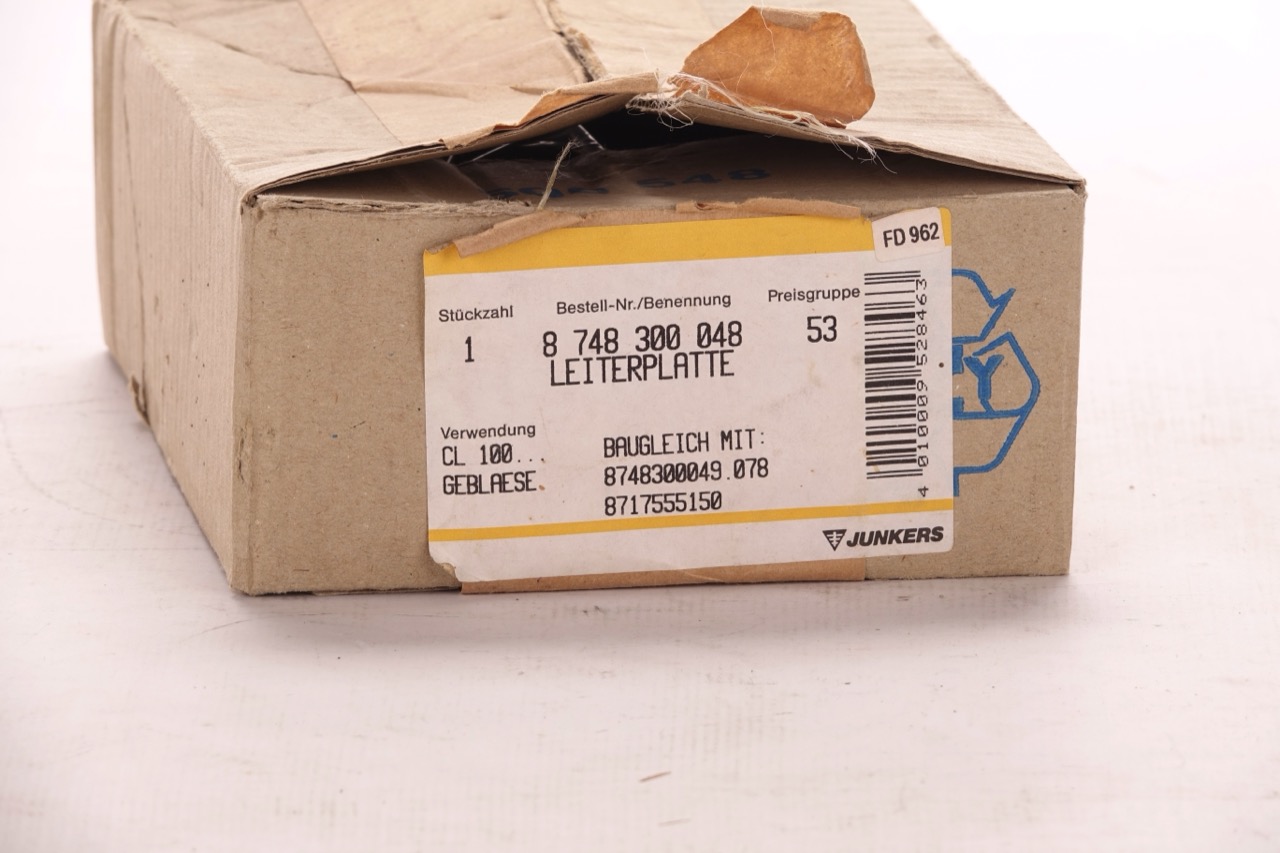 FD 962
Stückzahl Bestell-Nr./Benennung Preisgruppe
1 8 748 300 048 53
LEITERPLATTE
Verwendung
CL 100...
GEBLAESE.
BAUGLEICH MIT:
8748300049.078
8717555150
4 010009 528463
JUNKERS